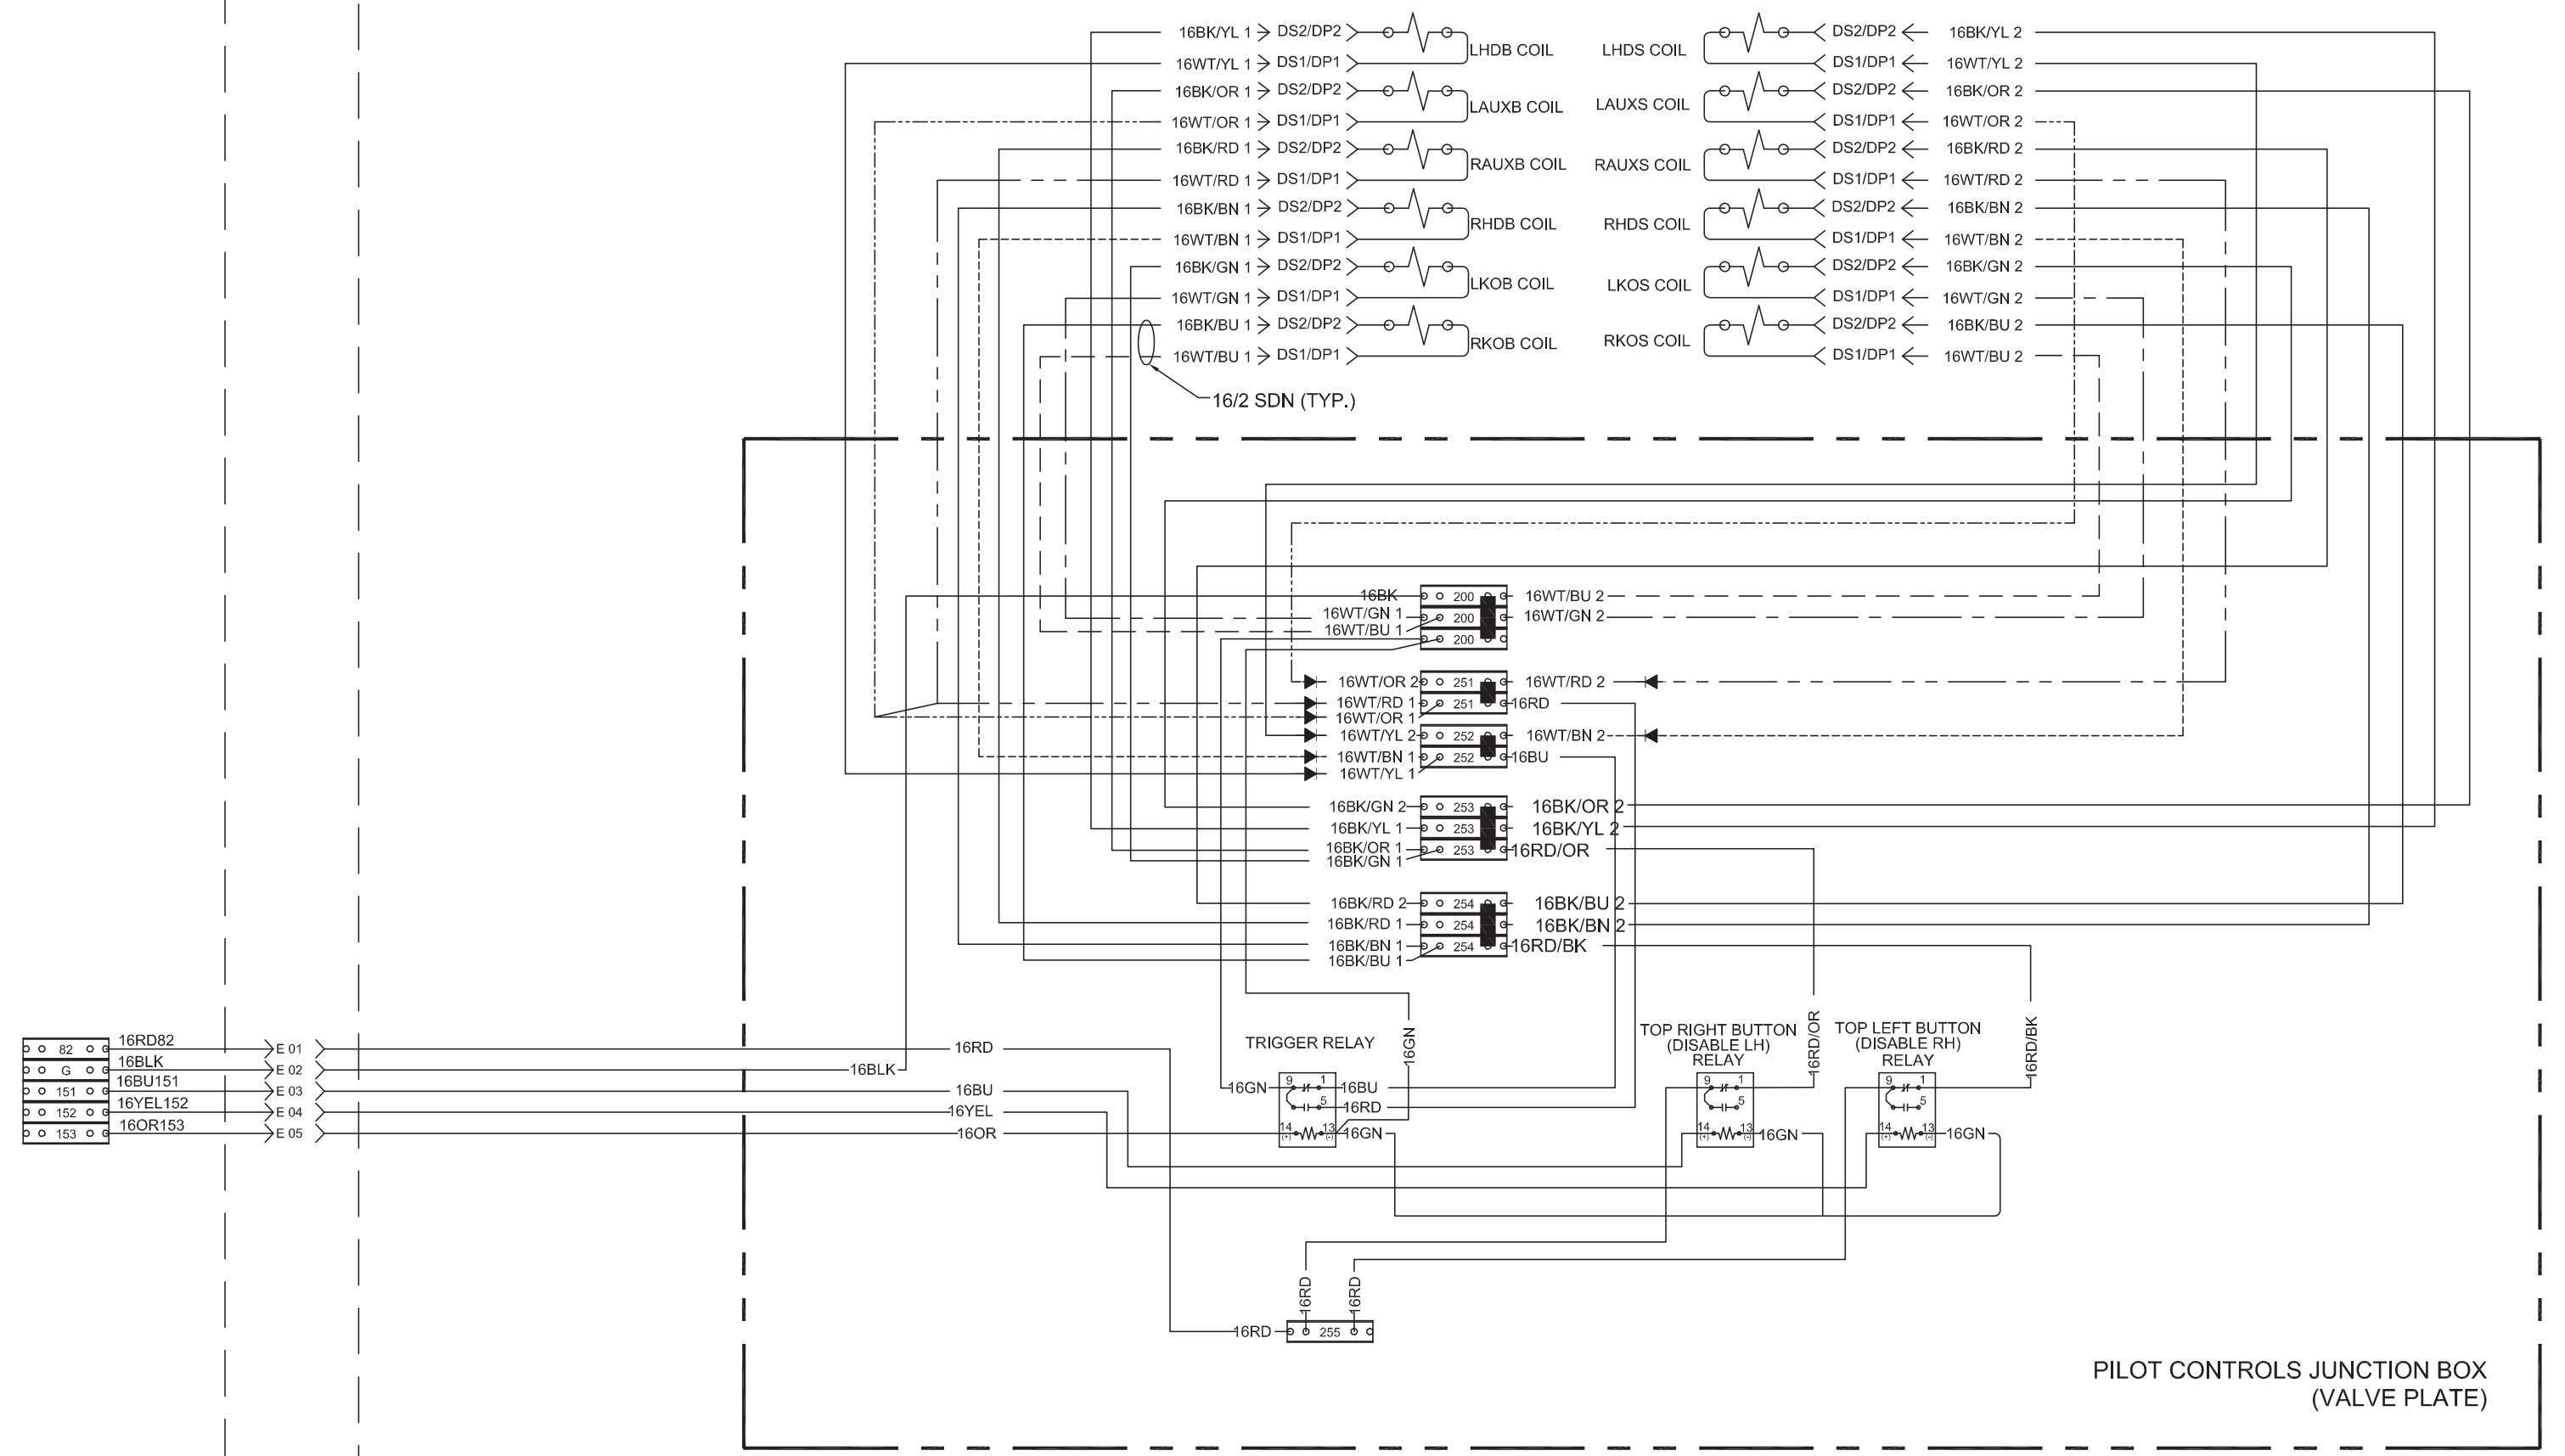 16BK/YL 1 DS2/DP2
LHDB COIL
16WT/YL 1 DS1/DP1
16BK/OR 1 DS2/DP2
LAUXB COIL
16WT/OR 1 DS1/DP1
16BK/RD 1 DS2/DP2
RAUXB COIL
16WT/RD 1 DS1/DP1
16BK/BN 1 DS2/DP2
RHDB COIL
16WT/BN 1 DS1/DP1
16BK/GN 1 DS2/DP2
LKOB COIL
16WT/GN 1 DS1/DP1
16BK/BU 1 DS2/DP2
RKOB COIL
16WT/BU 1 DS1/DP1
16/2 SDN (TYP.)
DS2/DP2 16BK/YL 2
LHDS COIL
DS1/DP1 16WT/YL 2
DS2/DP2 16BK/OR 2
LAUXS COIL
DS1/DP1 16WT/OR 2
DS2/DP2 16BK/RD 2
RAUXS COIL
DS1/DP1 16WT/RD 2
DS2/DP2 16BK/BN 2
RHDS COIL
DS1/DP1 16WT/BN 2
DS2/DP2 16BK/GN 2
LKOS COIL
DS1/DP1 16WT/GN 2
DS2/DP2 16BK/BU 2
RKOS COIL
DS1/DP1 16WT/BU 2
16BK 200 16WT/BU 2
16WT/GN 1 200 16WT/GN 2
16WT/BU 1
200
16WT/OR 2 251 16WT/RD 2
16WT/RD 1 251 16RD
16WT/OR 1
16WT/YL 2 252 16WT/BN 2
16WT/BN 1 252 16BU
16WT/YL 1
16BK/GN 2 253 16BK/OR 2
16BK/YL 1 253 16BK/YL 2
16BK/OR 1 253 16RD/OR
16BK/GN 1
16BK/RD 2 254 16BK/BU 2
16BK/RD 1 254 16BK/BN 2
16BK/BN 1 254 16RD/BK
16BK/BU 1
82 16RD82 E 01 16RD
G 16BLK E 02 16BLK
151 16BU151 E 03 16BU
152 16YEL152 E 04 16YEL
153 16OR153 E 05 16OR
TRIGGER RELAY
16GN
16GN 9 1 16BU
5 16RD
14 13 16GN
(+) (-)
TOP RIGHT BUTTON
(DISABLE LH)
RELAY
16RD/OR
9 1
5
14 13 16GN
(+) (-)
TOP LEFT BUTTON
(DISABLE RH)
RELAY
16RD/BK
9 1
5
14 13 16GN
(+) (-)
16RD
16RD
16RD 255
PILOT CONTROLS JUNCTION BOX
(VALVE PLATE)